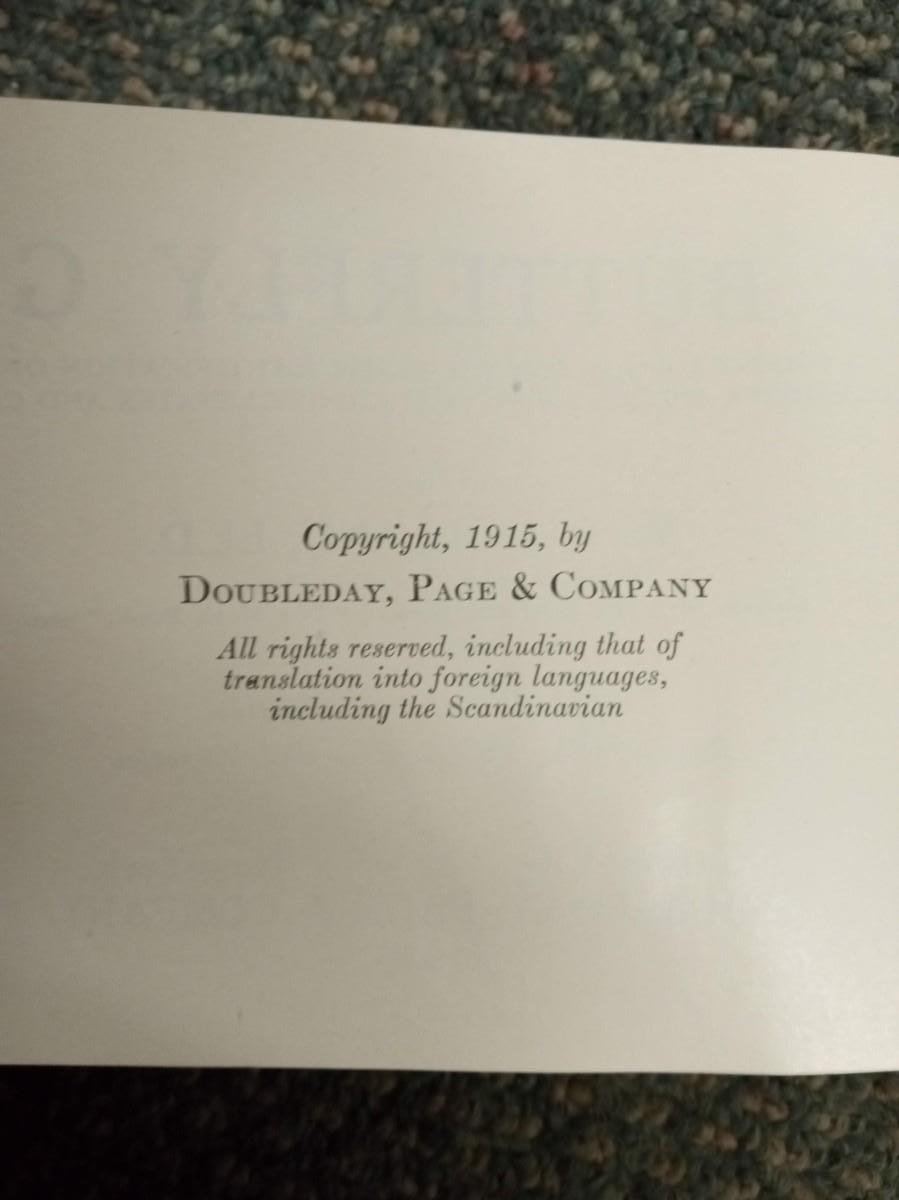 BUTTERFLY G
Copyright, 1915, by
DOUBLEDAY, PAGE & COMPANY
All rights reserved, including that of
translation into foreign languages,
including the Scandinavian